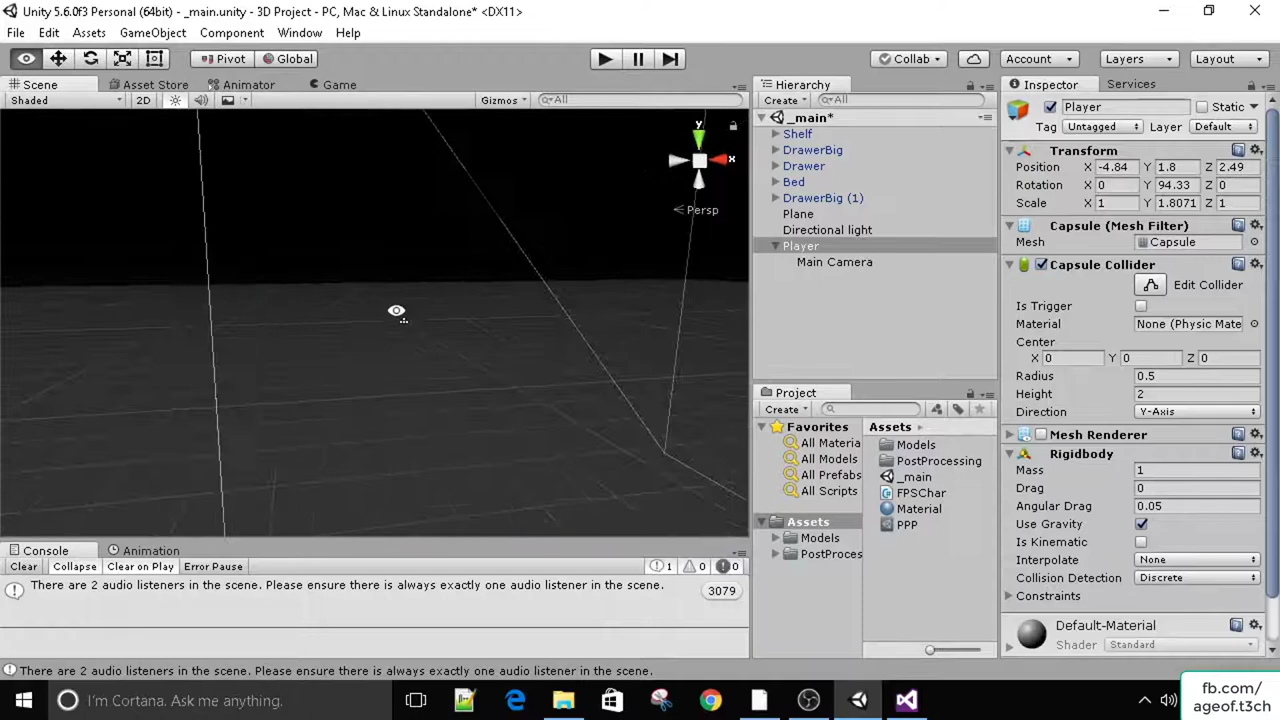 Unity 5.6.0f3 Personal (64bit) - _main.unity - 3D Project - PC, Mac & Linux Standalone* <DX11>
File Edit Assets GameObject Component Window Help
Pivot Global Collab Account Layers Layout
Scene Asset Store Animator Game
Shaded 2D Gizmos All
y
x
Persp
Hierarchy
Create All
_main*
Shelf
DrawerBig
Drawer
Bed
DrawerBig (1)
Plane
Directional light
Player
Main Camera
Project
Create
Favorites
All Materia
All Models
All Prefabs
All Scripts
Assets
Models
PostProces
Assets
Models
PostProcessing
_main
FPSChar
Material
PPP
Inspector Services
Player Static
Tag Untagged Layer Default
Transform
Position X -4.84 Y 1.8 Z 2.49
Rotation X 0 Y 94.33 Z 0
Scale X 1 Y 1.8071 Z 1
Capsule (Mesh Filter)
Mesh Capsule
Capsule Collider
Edit Collider
Is Trigger
Material None (Physic Mate
Center
X 0 Y 0 Z 0
Radius 0.5
Height 2
Direction Y-Axis
Mesh Renderer
Rigidbody
Mass 1
Drag 0
Angular Drag 0.05
Use Gravity
Is Kinematic
Interpolate None
Collision Detection Discrete
Constraints
Default-Material
Shader Standard
Console Animation
Clear Collapse Clear on Play Error Pause 1 0 0
There are 2 audio listeners in the scene. Please ensure there is always exactly one audio listener in the scene. 3079
There are 2 audio listeners in the scene. Please ensure there is always exactly one audio listener in the scene.
I'm Cortana. Ask me anything.
fb.com/
ageof.t3ch